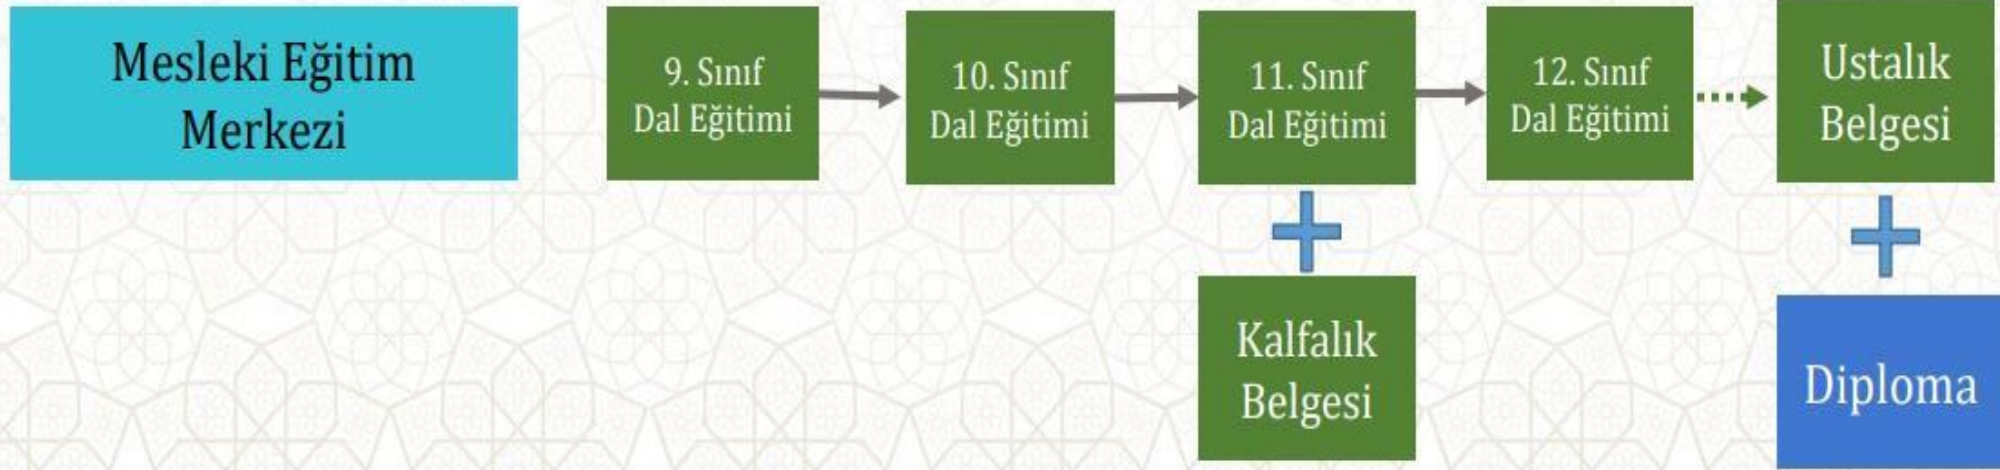 Mesleki Eğitim
Merkezi
9. Sınıf
Dal Eğitimi
10. Sınıf
Dal Eğitimi
11. Sınıf
Dal Eğitimi
12. Sınıf
Dal Eğitimi
Ustalık
Belgesi
Kalfalık
Belgesi
Diploma